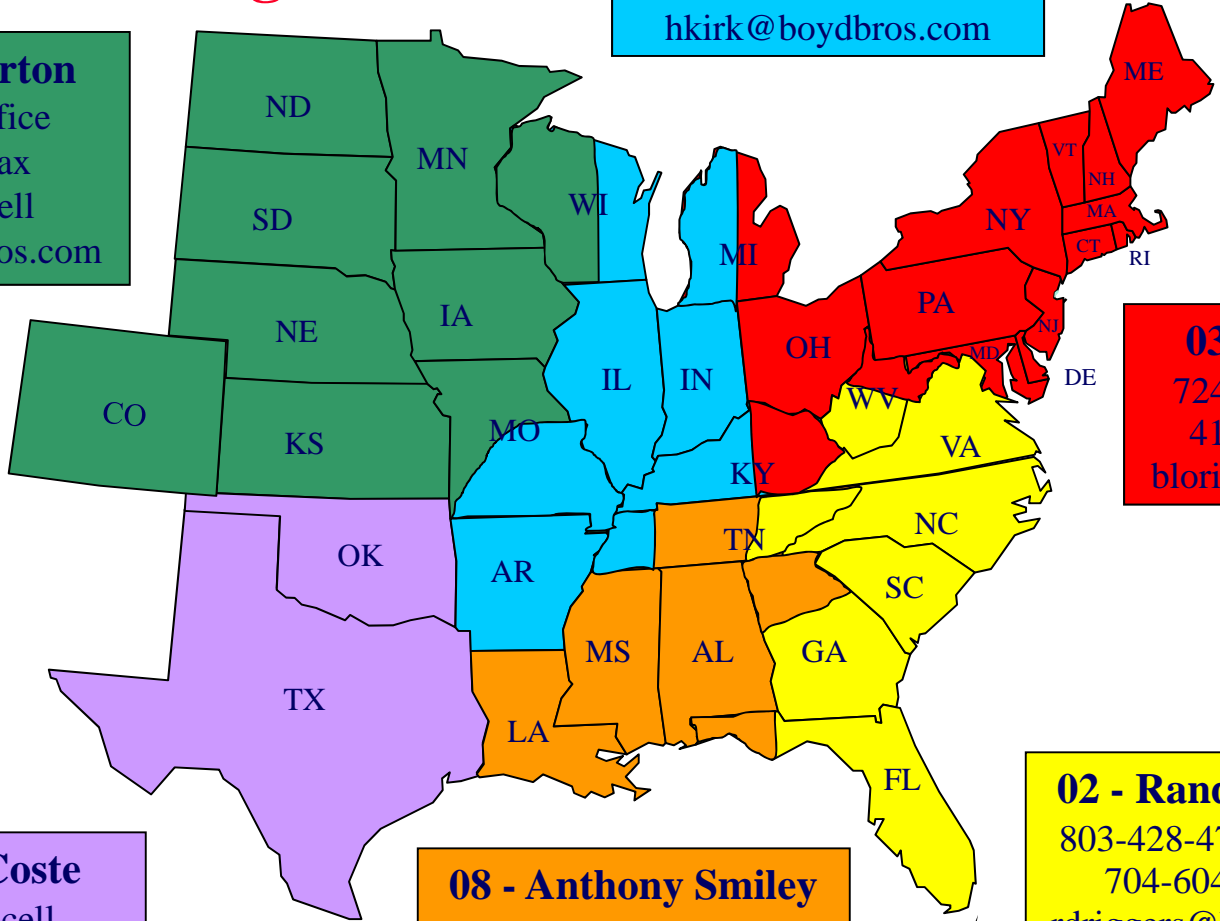 hkirk@boydbros.com
rton
fice
ax
ell
os.com
ME
ND
MN
VT
NH
WI
SD
NY
MA
CT
RI
MI
IA
PA
NE
NJ
OH
MD
DE
IL
IN
WV
CO
MO
KS
VA
KY
03
724
41
blori
NC
TN
OK
AR
SC
MS
AL
GA
TX
LA
FL
02 - Rand
803-428-47
704-604
rdriggers@
Coste
cell
08 - Anthony Smiley